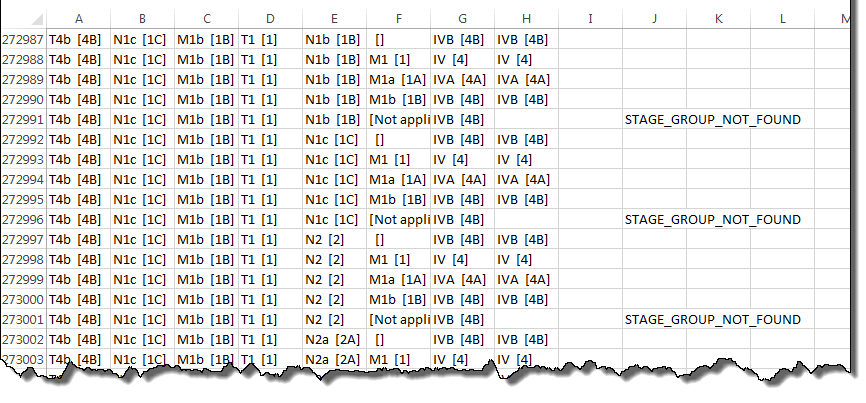 A B C D E F G H I J K L M
272987 T4b [4B] N1c [1C] M1b [1B] T1 [1] N1b [1B] [] IVB [4B] IVB [4B]
272988 T4b [4B] N1c [1C] M1b [1B] T1 [1] N1b [1B] M1 [1] IV [4] IV [4]
272989 T4b [4B] N1c [1C] M1b [1B] T1 [1] N1b [1B] M1a [1A] IVA [4A] IVA [4A]
272990 T4b [4B] N1c [1C] M1b [1B] T1 [1] N1b [1B] M1b [1B] IVB [4B] IVB [4B]
272991 T4b [4B] N1c [1C] M1b [1B] T1 [1] N1b [1B] [Not appli IVB [4B] STAGE_GROUP_NOT_FOUND
272992 T4b [4B] N1c [1C] M1b [1B] T1 [1] N1c [1C] [] IVB [4B] IVB [4B]
272993 T4b [4B] N1c [1C] M1b [1B] T1 [1] N1c [1C] M1 [1] IV [4] IV [4]
272994 T4b [4B] N1c [1C] M1b [1B] T1 [1] N1c [1C] M1a [1A] IVA [4A] IVA [4A]
272995 T4b [4B] N1c [1C] M1b [1B] T1 [1] N1c [1C] M1b [1B] IVB [4B] IVB [4B]
272996 T4b [4B] N1c [1C] M1b [1B] T1 [1] N1c [1C] [Not appli IVB [4B] STAGE_GROUP_NOT_FOUND
272997 T4b [4B] N1c [1C] M1b [1B] T1 [1] N2 [2] [] IVB [4B] IVB [4B]
272998 T4b [4B] N1c [1C] M1b [1B] T1 [1] N2 [2] M1 [1] IV [4] IV [4]
272999 T4b [4B] N1c [1C] M1b [1B] T1 [1] N2 [2] M1a [1A] IVA [4A] IVA [4A]
273000 T4b [4B] N1c [1C] M1b [1B] T1 [1] N2 [2] M1b [1B] IVB [4B] IVB [4B]
273001 T4b [4B] N1c [1C] M1b [1B] T1 [1] N2 [2] [Not appli IVB [4B] STAGE_GROUP_NOT_FOUND
273002 T4b [4B] N1c [1C] M1b [1B] T1 [1] N2a [2A] [] IVB [4B] IVB [4B]
273003 T4b [4B] N1c [1C] M1b [1B] T1 [1] N2a [2A] M1 [1] IV [4] IV [4]